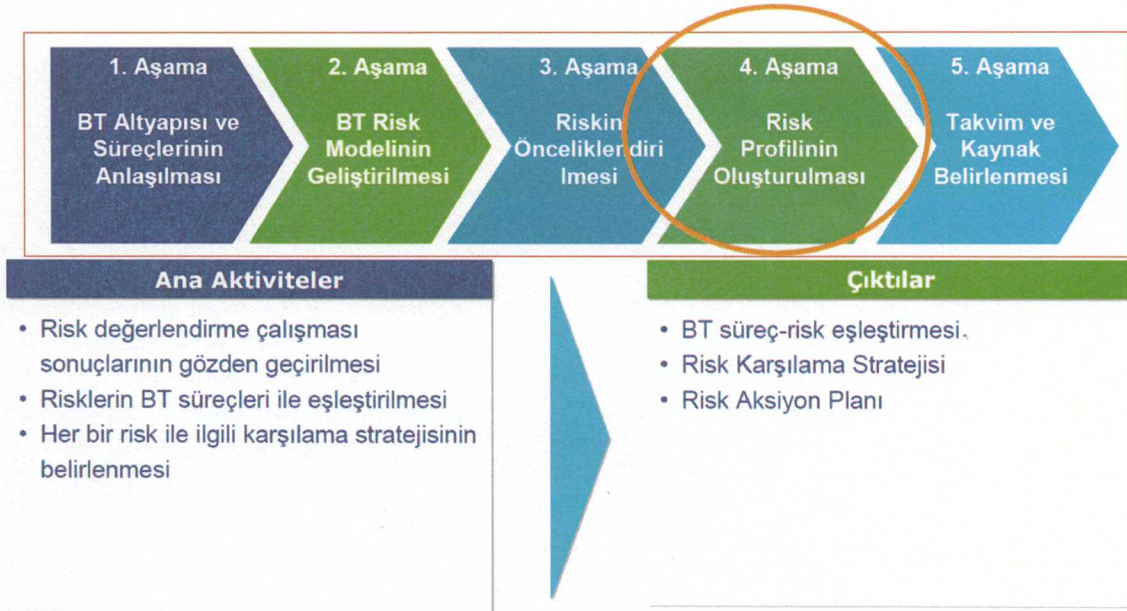 1. Aşama
BT Altyapısı ve
Süreçlerinin
Anlaşılması
2. Aşama
BT Risk
Modelinin
Geliştirilmesi
3. Aşama
Riskin
Önceliklendiri
lmesi
4. Aşama
Risk
Profilinin
Oluşturulması
5. Aşama
Takvim ve
Kaynak
Belirlenmesi
Ana Aktiviteler
• Risk değerlendirme çalışması
sonuçlarının gözden geçirilmesi
• Risklerin BT süreçleri ile eşleştirilmesi
• Her bir risk ile ilgili karşılama stratejisinin
belirlenmesi
Çıktılar
• BT süreç-risk eşleştirmesi.
• Risk Karşılama Stratejisi
• Risk Aksiyon Planı